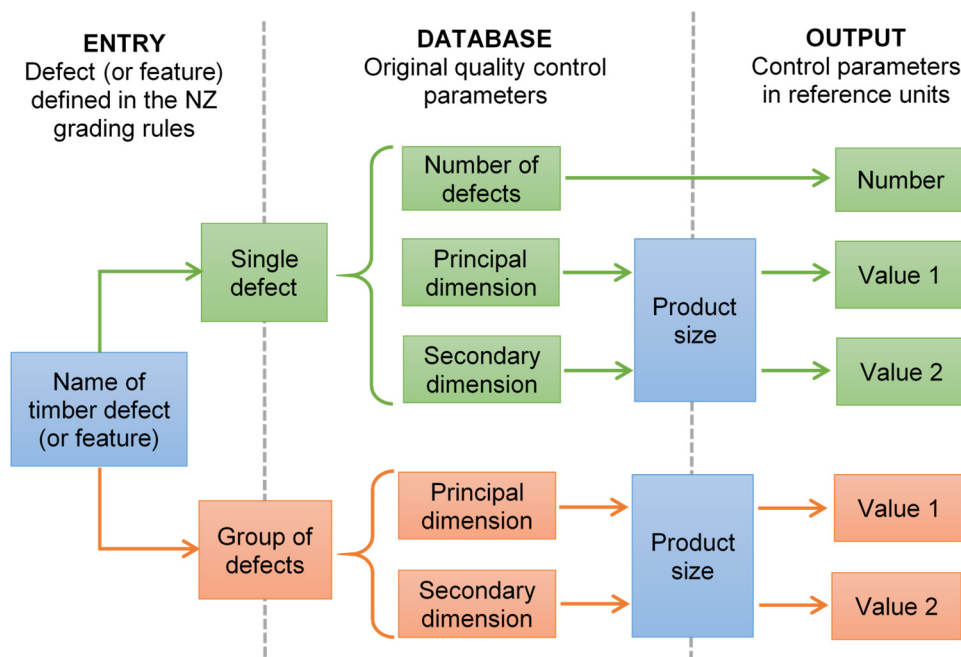 ENTRY
Defect (or feature)
defined in the NZ
grading rules
DATABASE
Original quality control
parameters
OUTPUT
Control parameters
in reference units
Name of
timber defect
(or feature)
Single
defect
Number of
defects
Number
Principal
dimension
Secondary
dimension
Product
size
Value 1
Value 2
Group of
defects
Principal
dimension
Secondary
dimension
Product
size
Value 1
Value 2